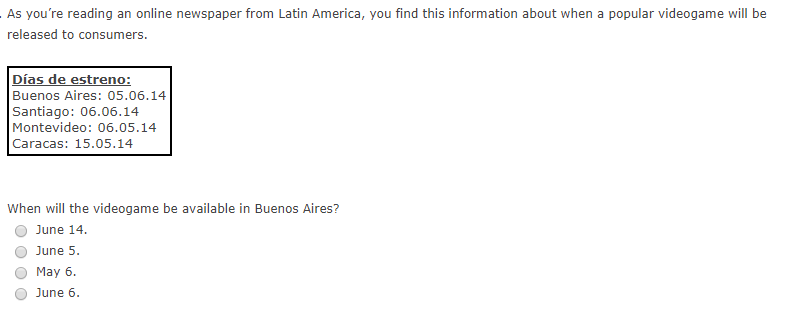 . As you're reading an online newspaper from Latin America, you find this information about when a popular videogame will be
released to consumers.
Días de estreno:
Buenos Aires: 05.06.14
Santiago: 06.06.14
Montevideo: 06.05.14
Caracas: 15.05.14
When will the videogame be available in Buenos Aires?
June 14.
June 5.
May 6.
June 6.